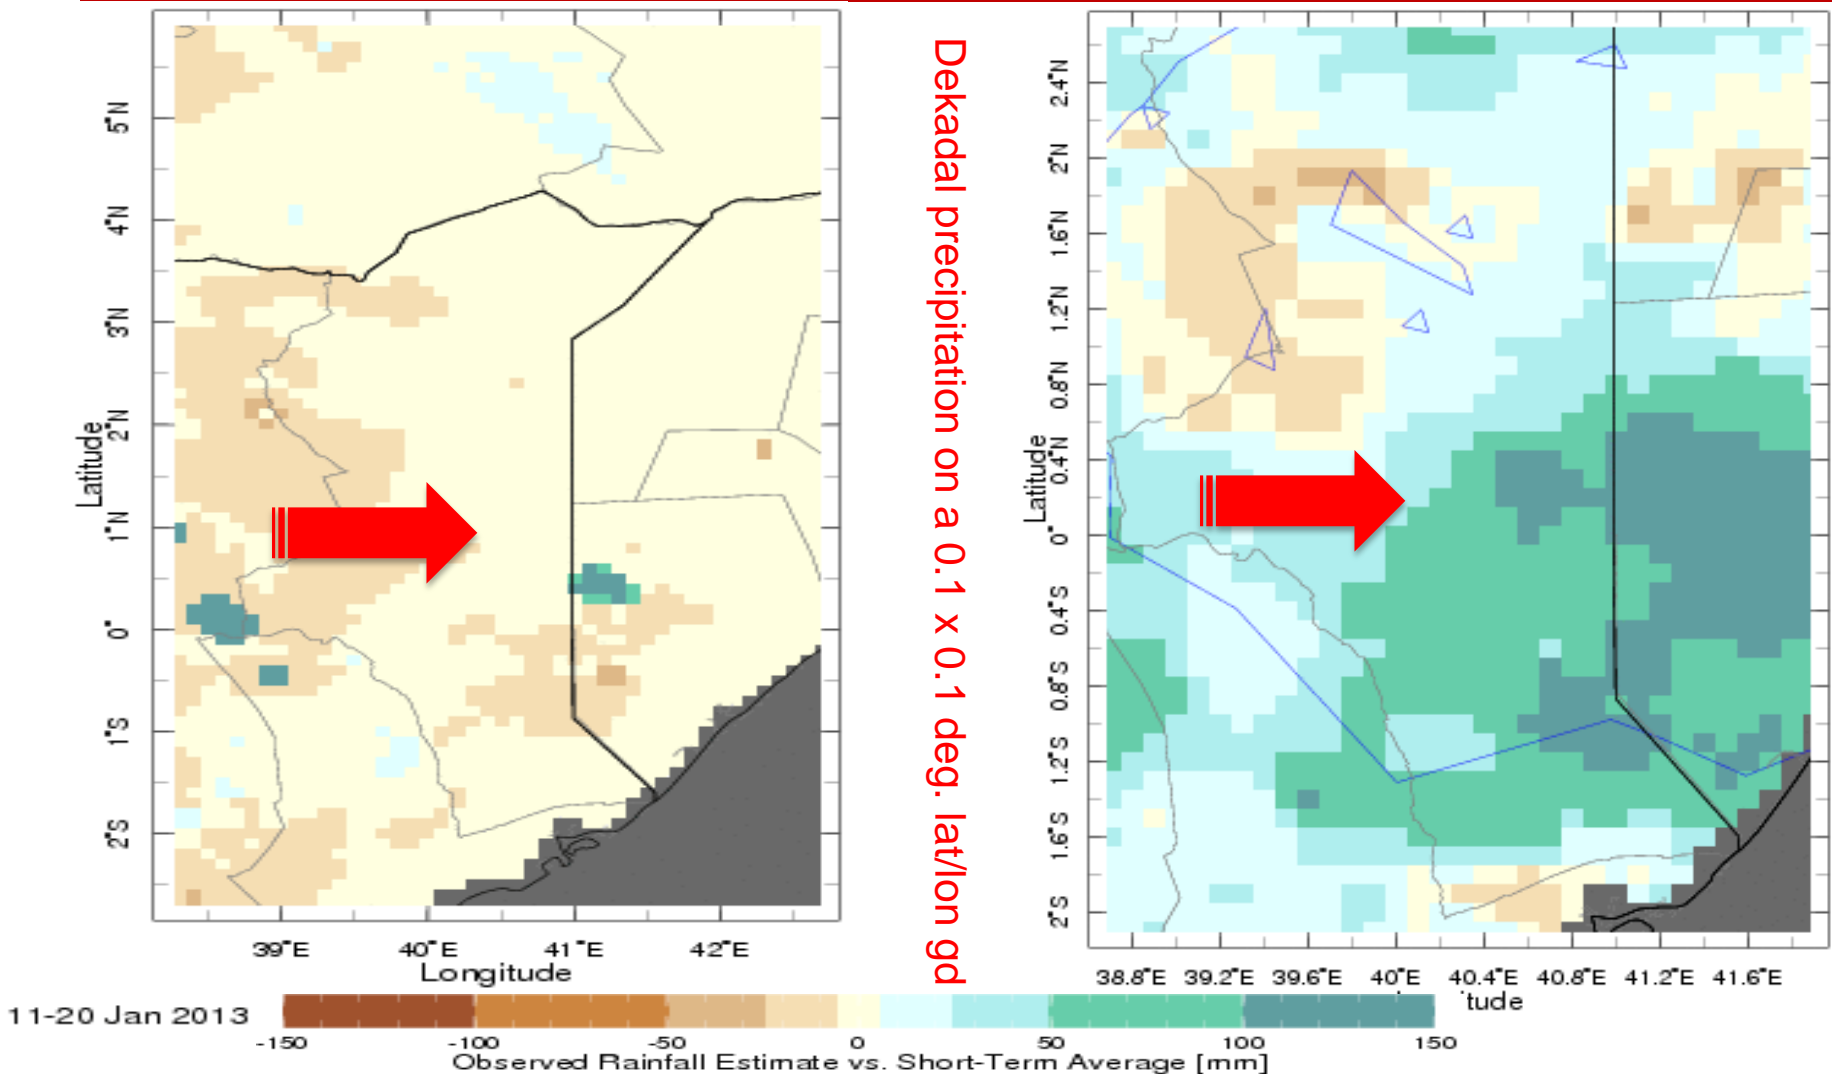 5°N
4°N
3°N
2°N
1°N
0°
1°S
2°S
Latitude
39°E 40°E 41°E 42°E
Longitude
Dekadal precipitation on a 0.1 x 0.1 deg. lat/lon gd
2.4°N
2°N
1.6°N
1.2°N
0.8°N
0.4°N
0°
0.4°S
0.8°S
1.2°S
1.6°S
2°S
Latitude
38.8°E 39.2°E 39.6°E 40°E 40.4°E 40.8°E 41.2°E 41.6°E
tude
11-20 Jan 2013
-150 -100 -50 0 50 100 150
Observed Rainfall Estimate vs. Short-Term Average [mm]